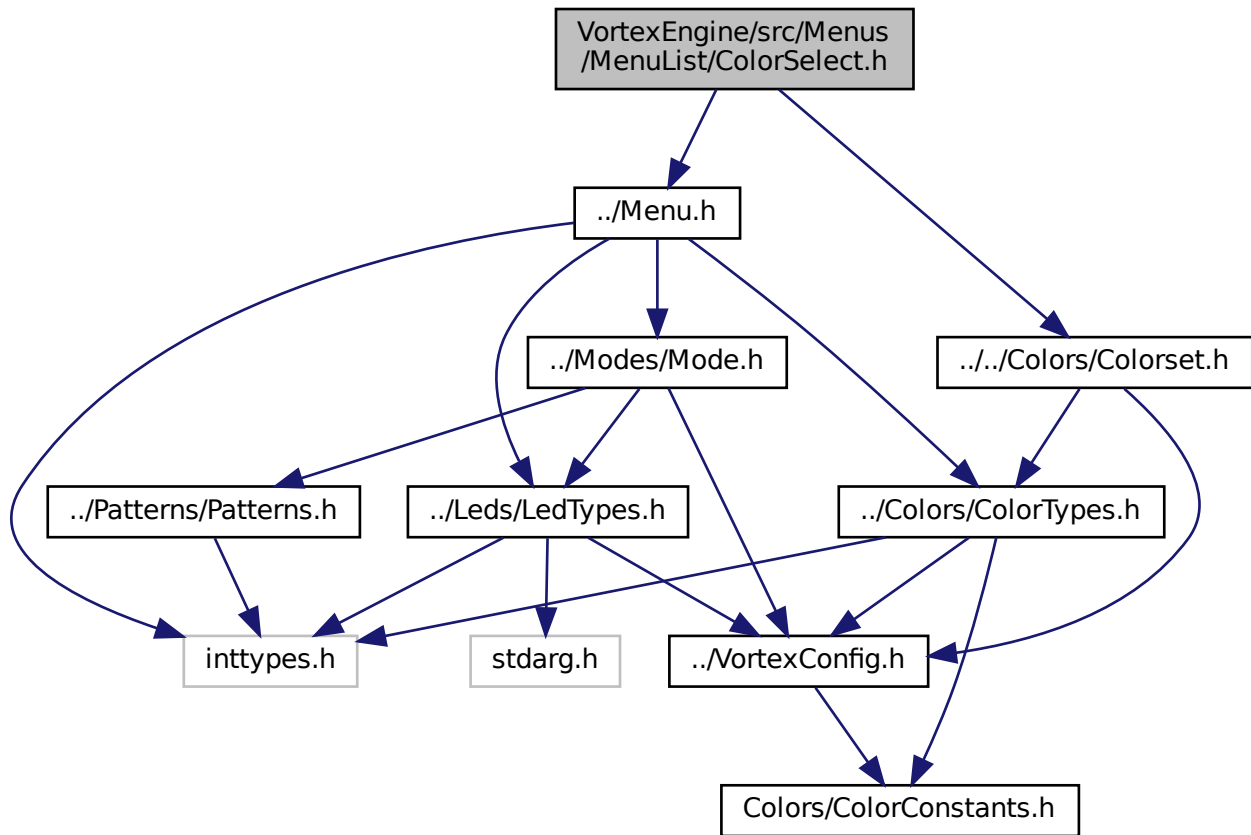 VortexEngine/src/Menus
/MenuList/ColorSelect.h
../Menu.h
../Modes/Mode.h
../../Colors/Colorset.h
../Patterns/Patterns.h
../Leds/LedTypes.h
../Colors/ColorTypes.h
inttypes.h
stdarg.h
../VortexConfig.h
Colors/ColorConstants.h